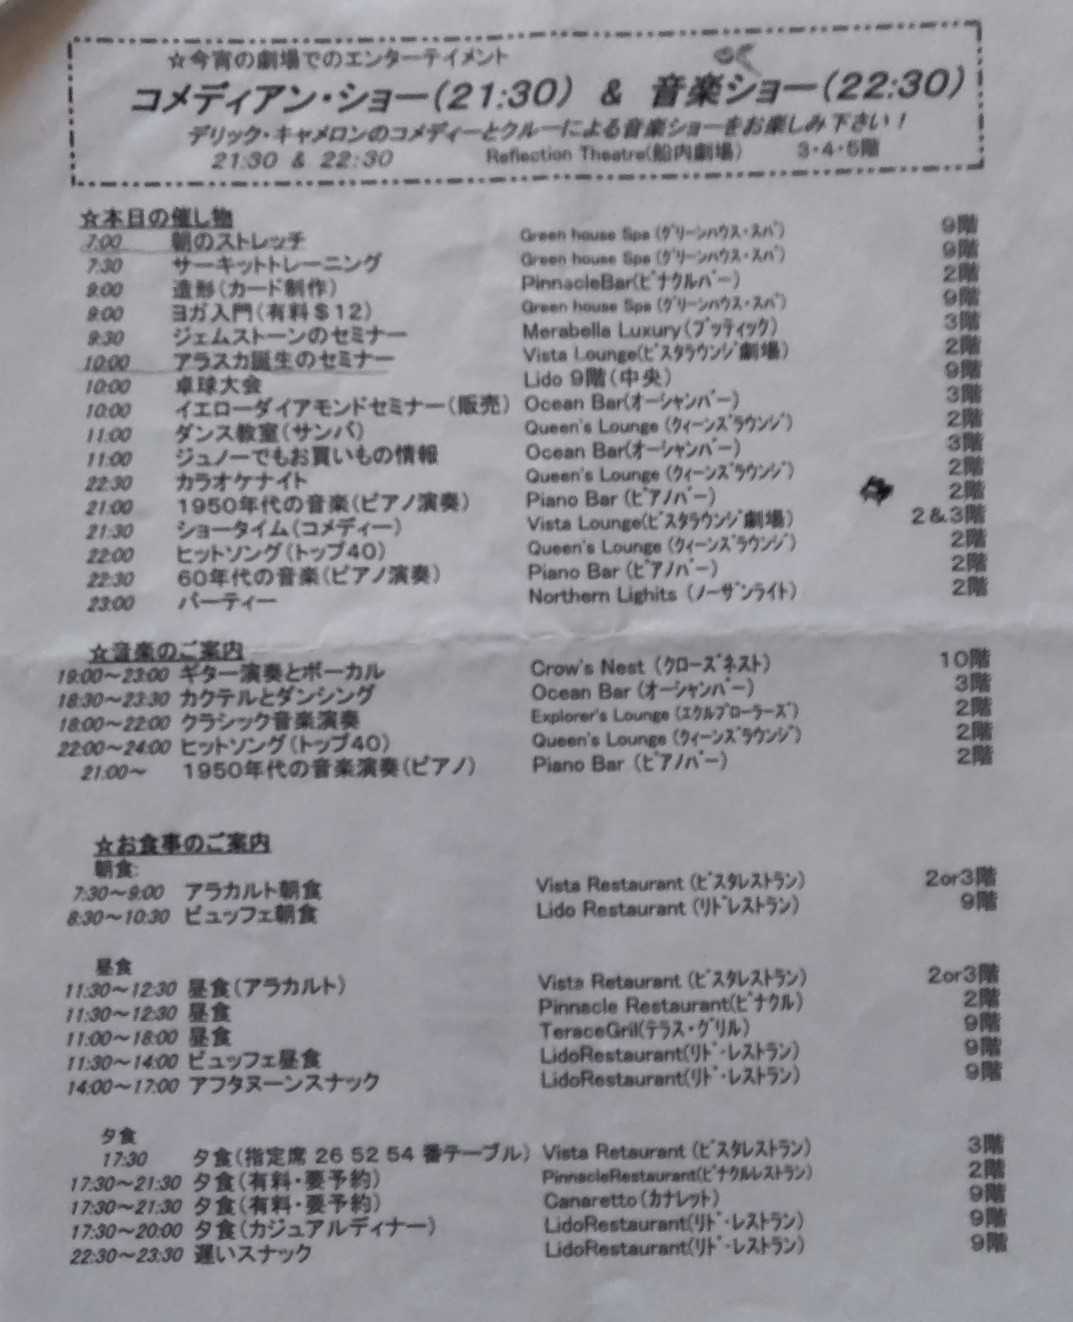 ☆今宵の劇場でのエンターテイメント
コメディアン・ショー(21:30) & 音楽ショー(22:30)
デリック・キャメロンのコメディーとクルーによる音楽ショーをお楽しみ下さい!
21:30 & 22:30 Reflection Theatre(船内劇場) 3・4・5階
☆本日の催し物
7:00 朝のストレッチ Green house Spa (グリーンハウス・スパ) 9階
7:30 サーキットトレーニング Green house Spa (グリーンハウス・スパ) 9階
9:00 造形(カード制作) PinnacleBar(ピナクルバー) 2階
9:00 ヨガ入門(有料$12) Green house Spa (グリーンハウス・スパ) 9階
9:30 ジェムストーンのセミナー Merabella Luxury(ブッティック) 3階
10:00 アラスカ誕生のセミナー Vista Lounge(ビスタラウンジ劇場) 2階
10:00 卓球大会 Lido 9階(中央) 9階
10:00 イエローダイアモンドセミナー(販売) Ocean Bar(オーシャンバー) 3階
11:00 ダンス教室(サンバ) Queen's Lounge (クィーンズラウンジ) 2階
11:00 ジュノーでもお買いもの情報 Ocean Bar(オーシャンバー) 3階
22:30 カラオケナイト Queen's Lounge (クィーンズラウンジ) 2階
21:00 1950年代の音楽(ピアノ演奏) Piano Bar (ピアノバー) 2階
21:30 ショータイム(コメディー) Vista Lounge(ビスタラウンジ劇場) 2&3階
22:00 ヒットソング(トップ40) Queen's Lounge (クィーンズラウンジ) 2階
22:30 60年代の音楽(ピアノ演奏) Piano Bar (ピアノバー) 2階
23:00 パーティー Northern Lighits (ノーザンライト) 2階
☆音楽のご案内
19:00～23:00 ギター演奏とボーカル Crow's Nest (クローズネスト) 10階
18:30～23:30 カクテルとダンシング Ocean Bar (オーシャンバー) 3階
18:00～22:00 クラシック音楽演奏 Explorer's Lounge (エクルプローラーズ) 2階
22:00～24:00 ヒットソング(トップ40) Queen's Lounge (クィーンズラウンジ) 2階
21:00～ 1950年代の音楽演奏(ピアノ) Piano Bar (ピアノバー) 2階
☆お食事のご案内
朝食:
7:30～9:00 アラカルト朝食 Vista Restaurant (ビスタレストラン) 2or3階
8:30～10:30 ビュッフェ朝食 Lido Restaurant (リドレストラン) 9階
昼食
11:30～12:30 昼食(アラカルト) Vista Retaurant (ビスタレストラン) 2or3階
11:30～12:30 昼食 Pinnacle Restaurant(ピナクル) 2階
11:00～18:00 昼食 TeraceGril(テラス・グリル) 9階
11:30～14:00 ビュッフェ昼食 LidoRestaurant(リド・レストラン) 9階
14:00～17:00 アフタヌーンスナック LidoRestaurant(リド・レストラン) 9階
夕食
17:30 夕食(指定席 26 52 54 番テーブル) Vista Retaurant (ビスタレストラン) 3階
17:30～21:30 夕食(有料・要予約) PinnacleRestaurant(ピナクルレストラン) 2階
17:30～21:30 夕食(有料・要予約) Canaretto(カナレット) 9階
17:30～20:00 夕食(カジュアルディナー) LidoRestaurant(リド・レストラン) 9階
22:30～23:30 遅いスナック LidoRestaurant(リド・レストラン) 9階